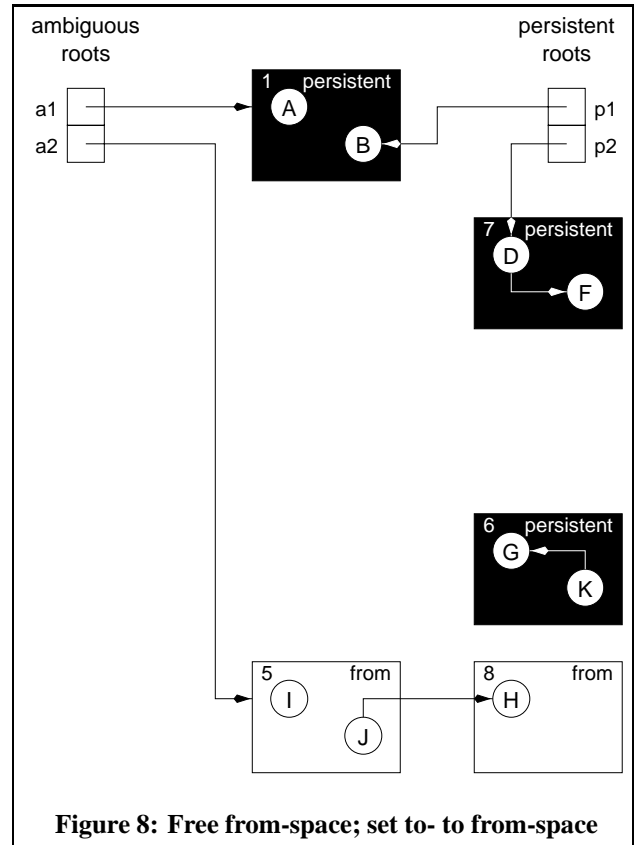 ambiguous
roots
persistent
roots
a1
a2
1 persistent
A
B
p1
p2
7 persistent
D
F
6 persistent
G
K
5 from
I
J
8 from
H
Figure 8: Free from-space; set to- to from-space